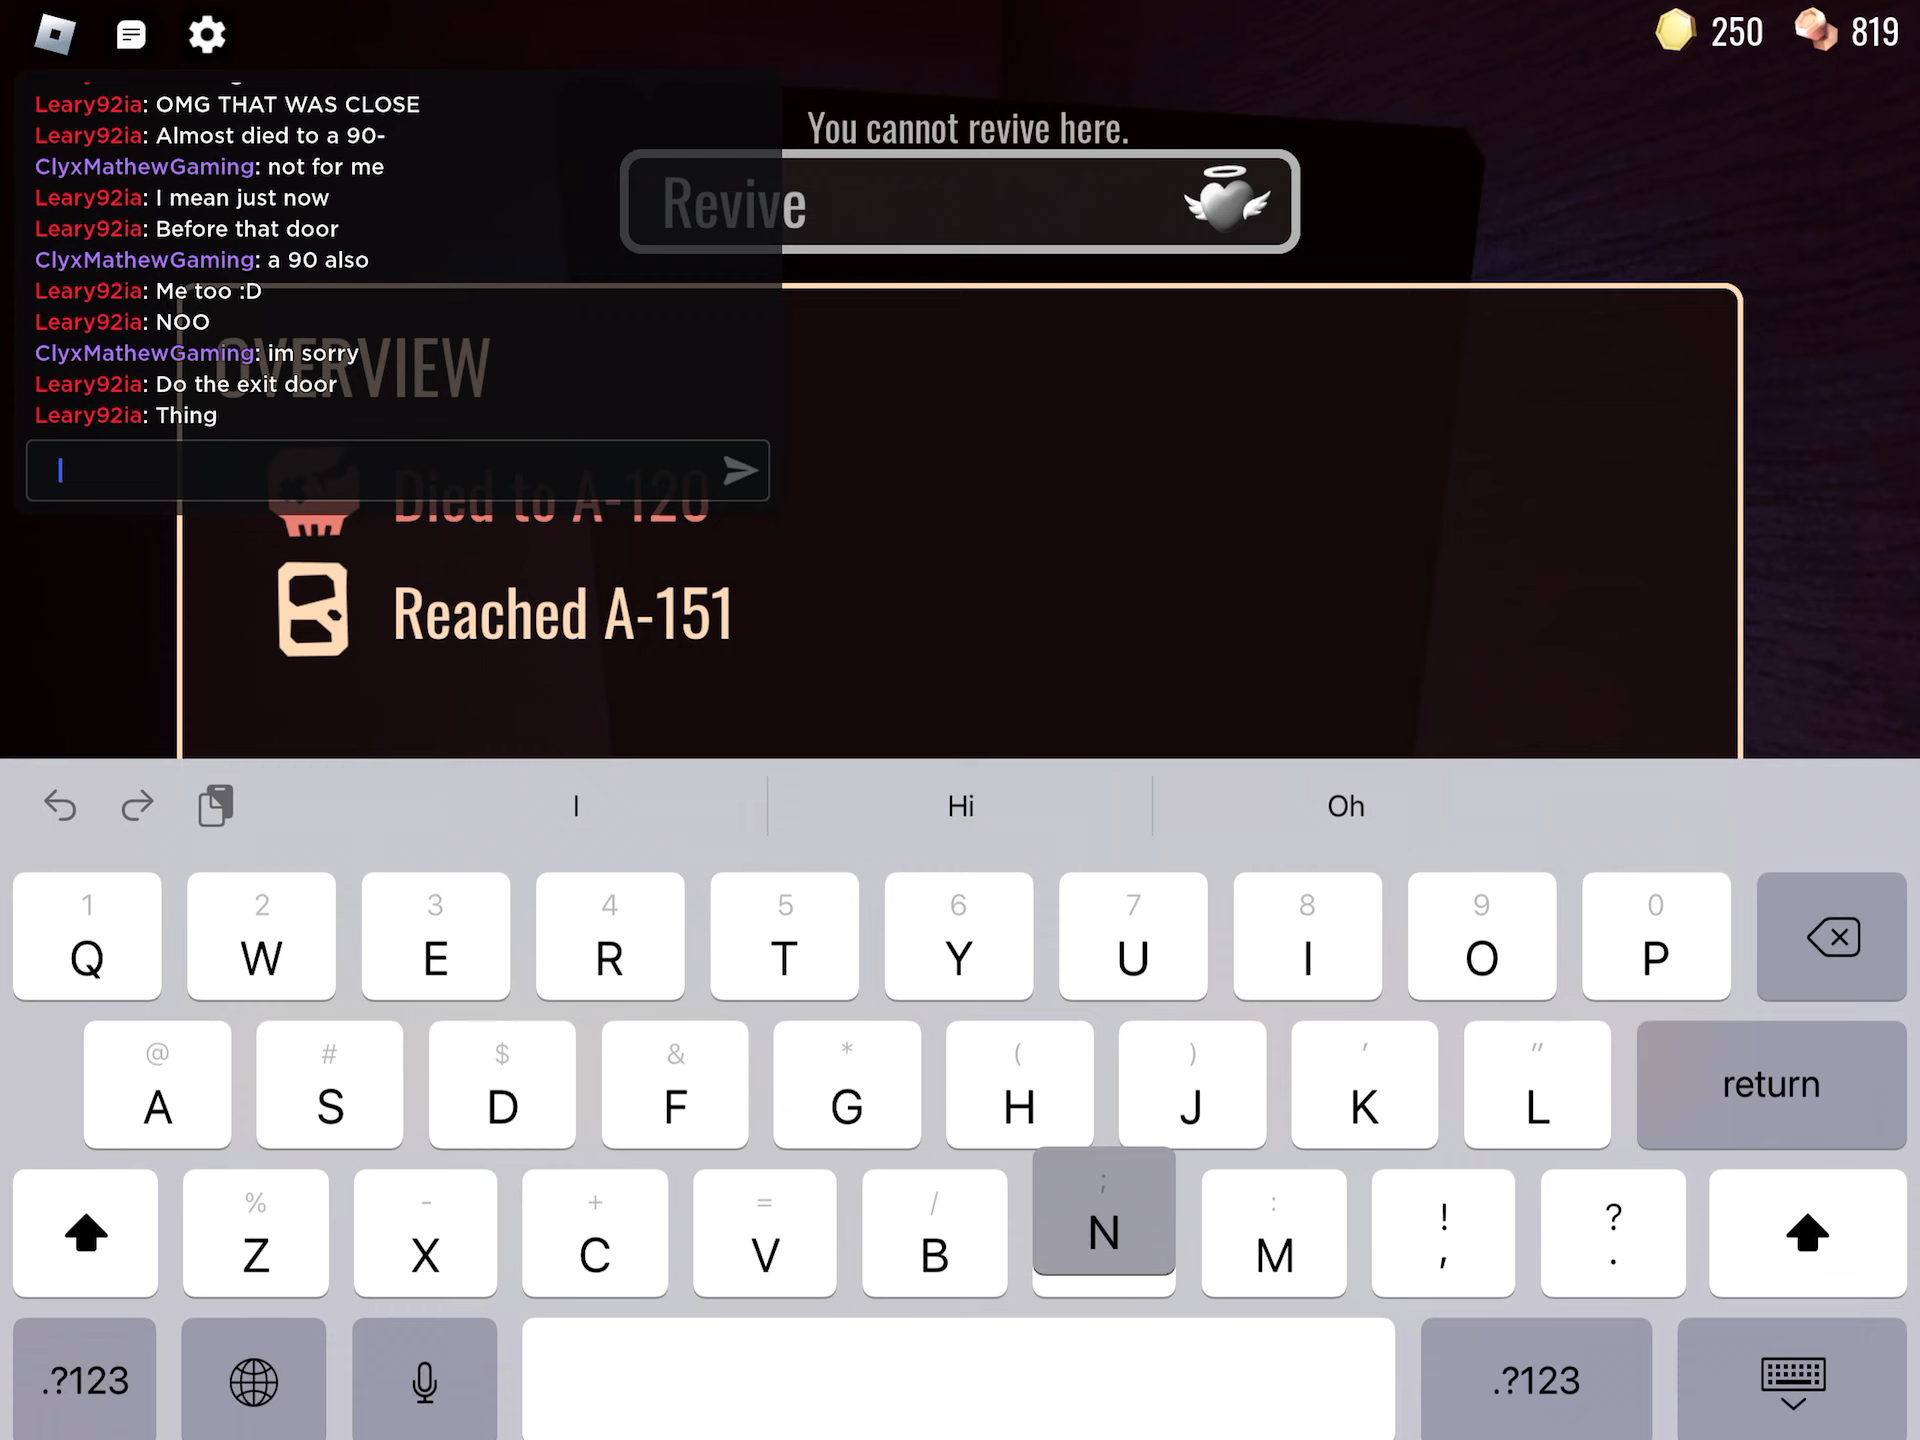 250
819
Leary92ia: OMG THAT WAS CLOSE
Leary92ia: Almost died to a 90-
ClyxMathewGaming: not for me
Leary92ia: I mean just now
Leary92ia: Before that door
ClyxMathewGaming: a 90 also
Leary92ia: Me too :D
Leary92ia: NOO
ClyxMathewGaming: im sorry
Leary92ia: Do the exit door
Leary92ia: Thing
You cannot revive here.
Revive
OVERVIEW
Died to A-120
Reached A-151
I
Hi
Oh
1 2 3 4 5 6 7 8 9 0
Q W E R T Y U I O P
@ # $ & * ( ) ' "
A S D F G H J K L return
% - + = / ; : ! ?
Z X C V B N M , .
.?123
.?123